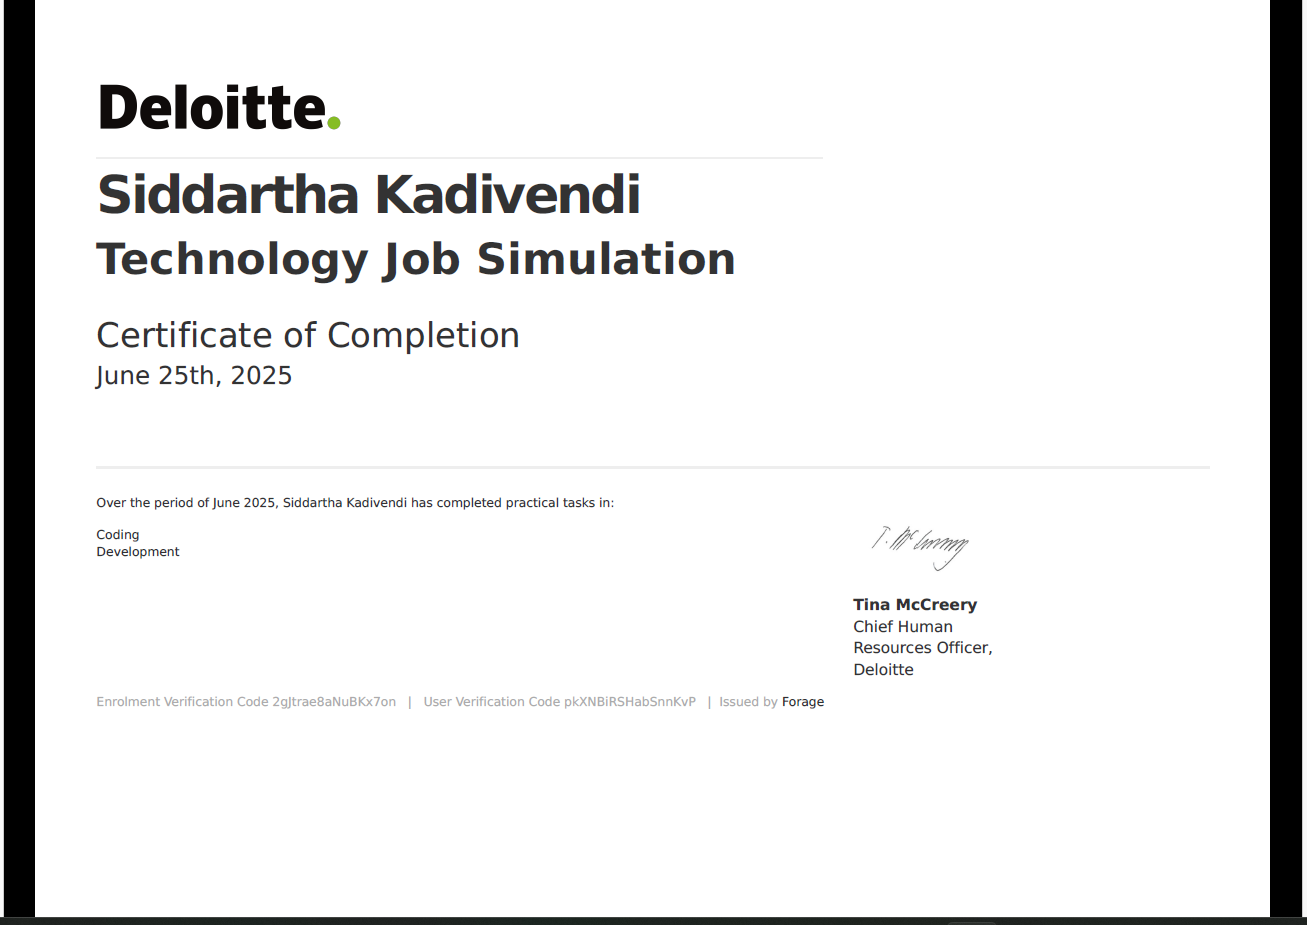 Deloitte.
Siddartha Kadivendi
Technology Job Simulation
Certificate of Completion
June 25th, 2025
Over the period of June 2025, Siddartha Kadivendi has completed practical tasks in:
Coding
Development
Tina McCreery
Chief Human
Resources Officer,
Deloitte
Enrolment Verification Code 2gJtrae8aNuBKx7on | User Verification Code pkXNBiRSHabSnnKvP | Issued by Forage